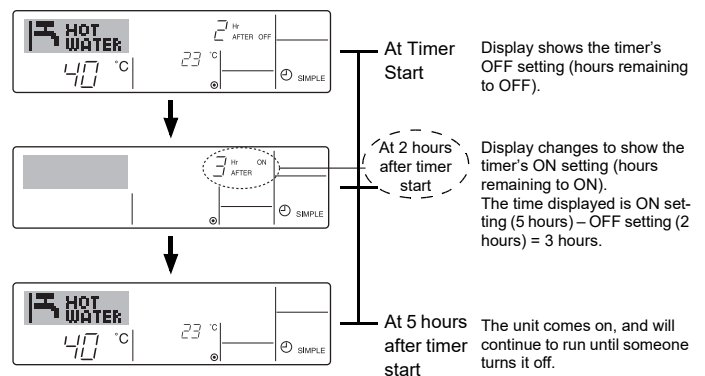 HOT
WATER
40 °C
2 Hr
AFTER OFF
23 °C
SIMPLE
At Timer
Start
Display shows the timer's
OFF setting (hours remaining
to OFF).
3 Hr ON
AFTER
SIMPLE
At 2 hours
after timer
start
Display changes to show the
timer's ON setting (hours
remaining to ON).
The time displayed is ON set-
ting (5 hours) – OFF setting (2
hours) = 3 hours.
HOT
WATER
40 °C
23 °C
SIMPLE
At 5 hours
after timer
start
The unit comes on, and will
continue to run until someone
turns it off.